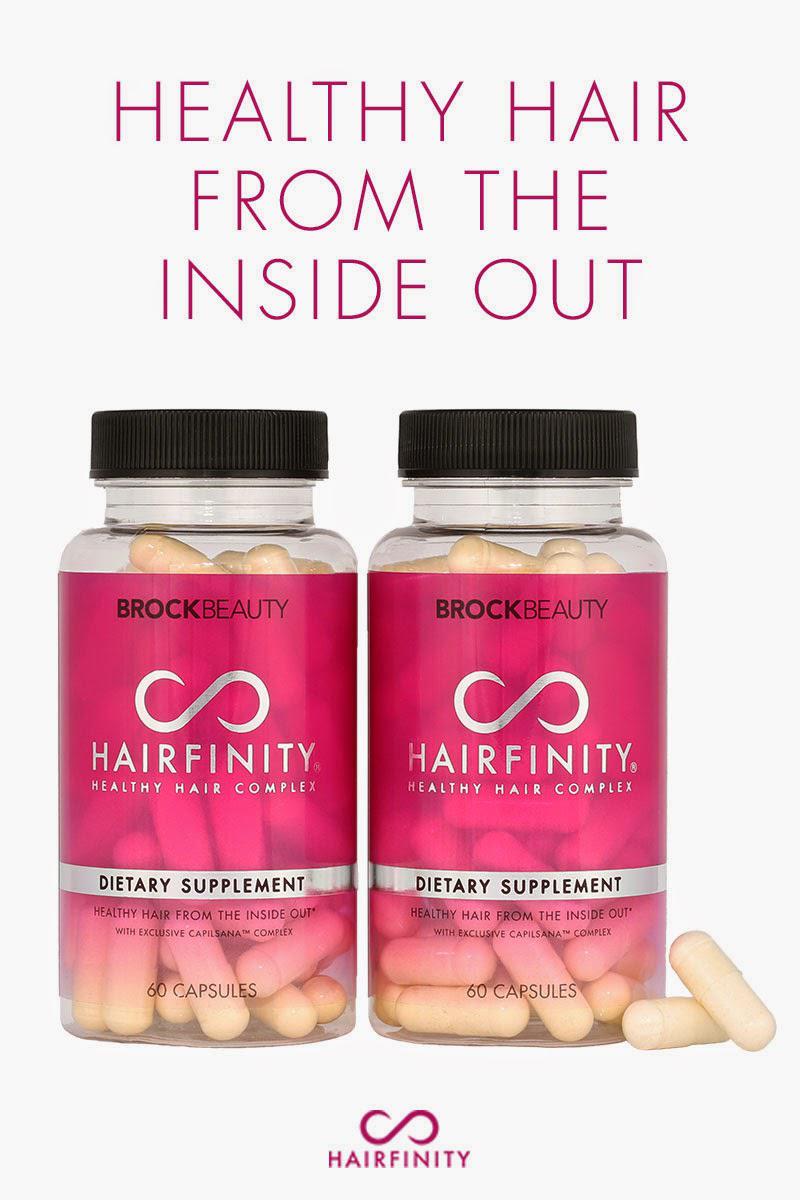 HEALTHY HAIR
FROM THE
INSIDE OUT
BROCKBEAUTY
HAIRFINITY®
HEALTHY HAIR COMPLEX
DIETARY SUPPLEMENT
HEALTHY HAIR FROM THE INSIDE OUT*
WITH EXCLUSIVE CAPILSANA™ COMPLEX
60 CAPSULES
BROCKBEAUTY
HAIRFINITY®
HEALTHY HAIR COMPLEX
DIETARY SUPPLEMENT
HEALTHY HAIR FROM THE INSIDE OUT*
WITH EXCLUSIVE CAPILSANA™ COMPLEX
60 CAPSULES
HAIRFINITY